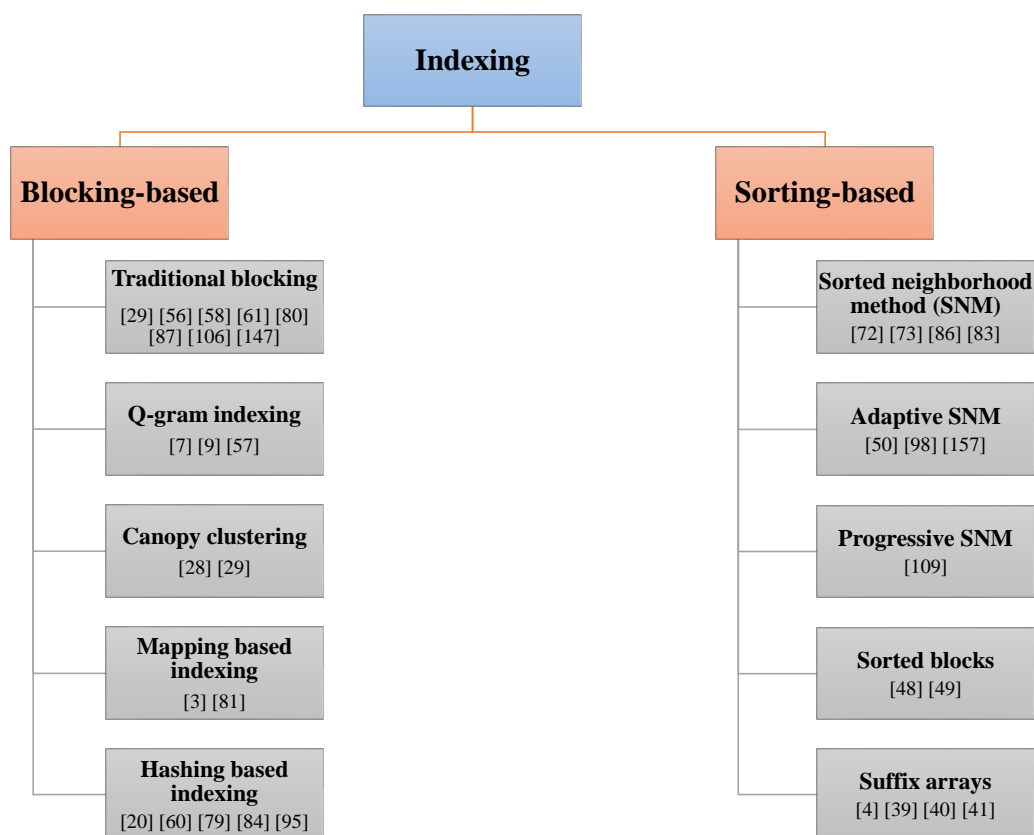 Indexing
Blocking-based
Traditional blocking
[29] [56] [58] [61] [80]
[87] [106] [147]
Q-gram indexing
[7] [9] [57]
Canopy clustering
[28] [29]
Mapping based
indexing
[3] [81]
Hashing based
indexing
[20] [60] [79] [84] [95]
Sorting-based
Sorted neighborhood
method (SNM)
[72] [73] [86] [83]
Adaptive SNM
[50] [98] [157]
Progressive SNM
[109]
Sorted blocks
[48] [49]
Suffix arrays
[4] [39] [40] [41]